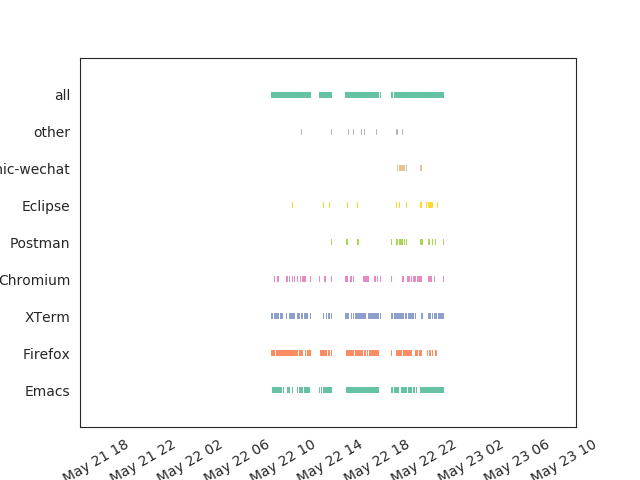 all
other
nic-wechat
Eclipse
Postman
Chromium
XTerm
Firefox
Emacs
May 21 18
May 21 22
May 22 02
May 22 06
May 22 10
May 22 14
May 22 18
May 22 22
May 23 02
May 23 06
May 23 10